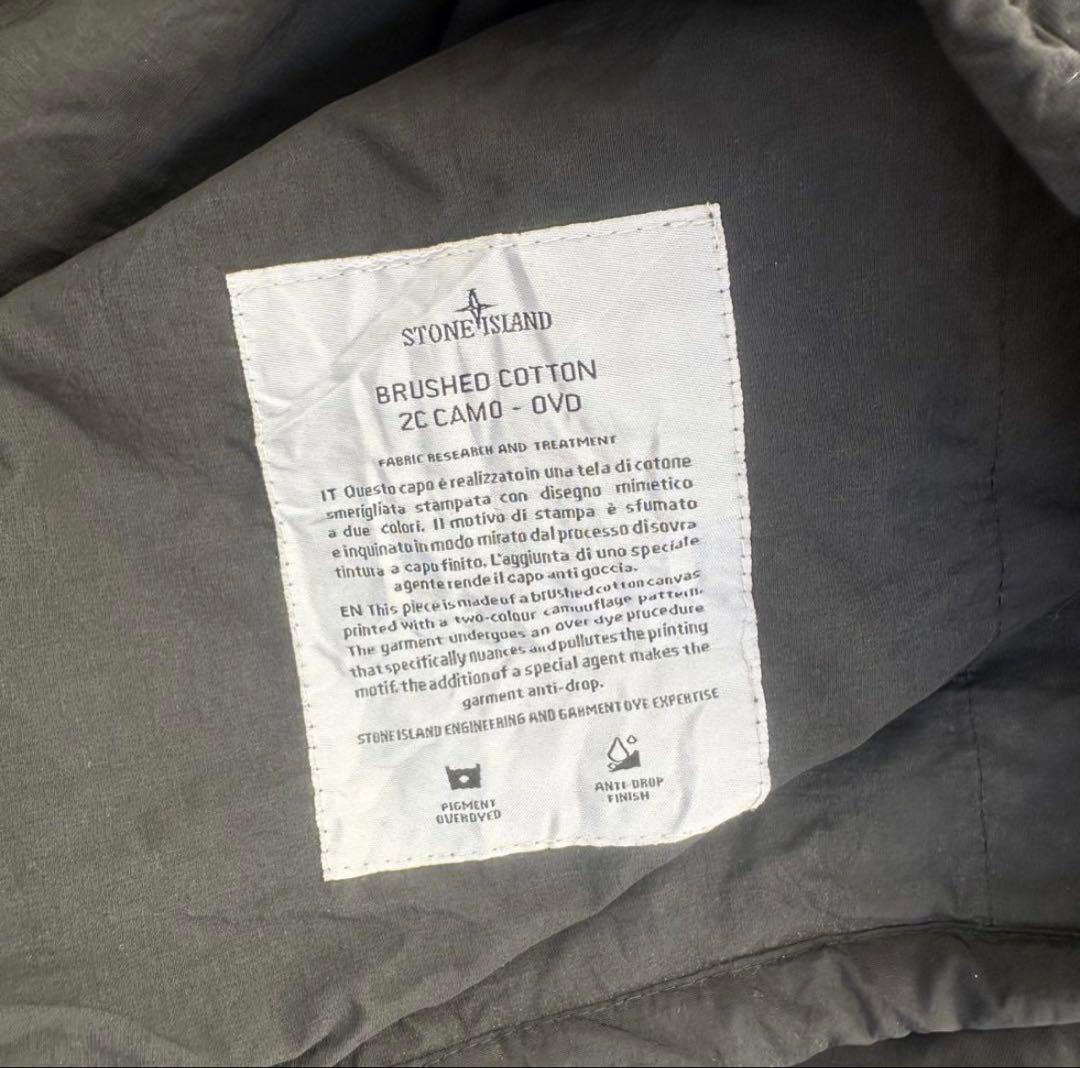 STONE ISLAND
BRUSHED COTTON
2C CAMO - OVD
FABRIC RESEARCH AND TREATMENT
IT Questo capo è realizzato in una tela di cotone
smerigliata stampata con disegno mimetico
a due colori. Il motivo di stampa è sfumato
e inquinato in modo mirato dal processo di sovra
tintura a capo finito. L'aggiunta di uno speciale
agente rende il capo anti goccia.
EN This piece is made of a brushed cotton canvas
printed with a two-colour camouflage pattern.
The garment undergoes an over dye procedure
that specifically nuances and pollutes the printing
motif. the addition of a special agent makes the
garment anti-drop.
STONE ISLAND ENGINEERING AND GARMENT DYE EXPERTISE
PIGMENT
OVERDYED
ANTI-DROP
FINISH